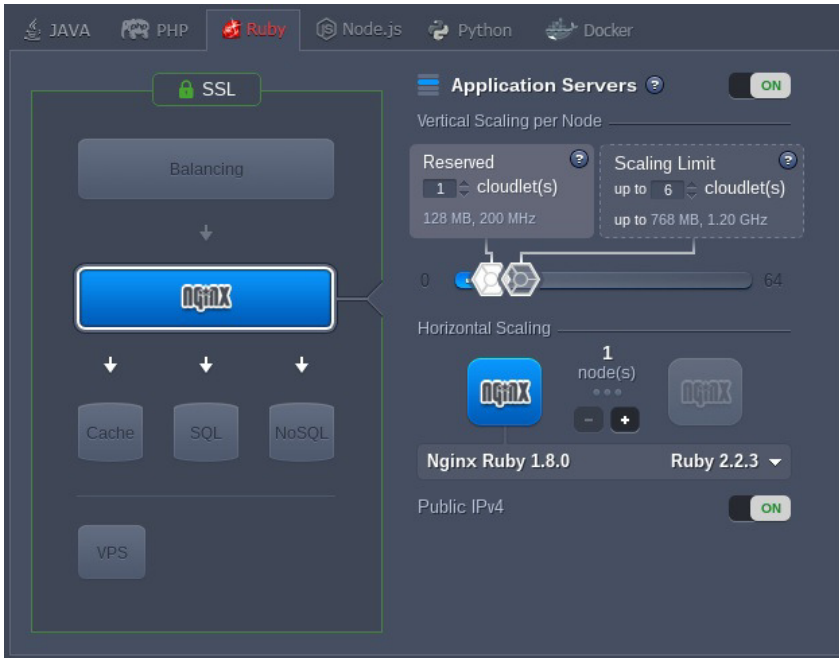 JAVA PHP Ruby Node.js Python Docker
SSL
Balancing
NGINX
Cache SQL NoSQL
VPS
Application Servers ? ON
Vertical Scaling per Node
Reserved ?
1 cloudlet(s)
128 MB, 200 MHz
Scaling Limit ?
up to 6 cloudlet(s)
up to 768 MB, 1.20 GHz
0 64
Horizontal Scaling
NGINX
1
node(s)
- +
NGINX
Nginx Ruby 1.8.0 Ruby 2.2.3
Public IPv4 ON